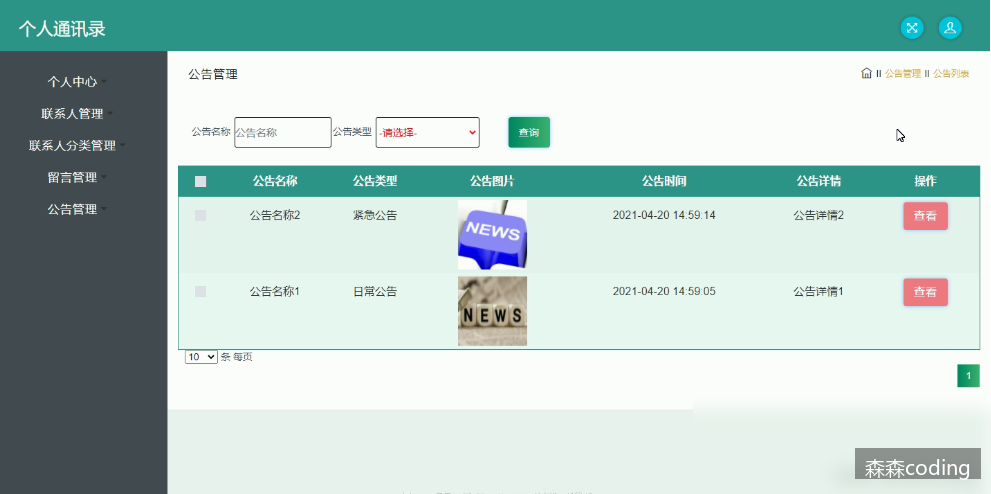 个人通讯录
个人中心
联系人管理
联系人分类管理
留言管理
公告管理
公告管理
公告管理 公告列表
公告名称 公告名称 公告类型 -请选择- 查询
公告名称 公告类型 公告图片 公告时间 公告详情 操作
公告名称2 紧急公告 NEWS 2021-04-20 14:59:14 公告详情2 查看
公告名称1 日常公告 NEWS 2021-04-20 14:59:05 公告详情1 查看
10 条 每页
1
森森coding